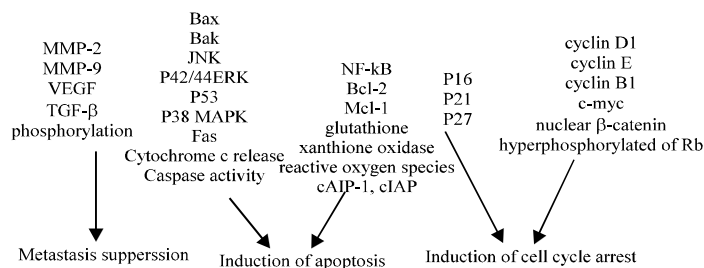 MMP-2
MMP-9
VEGF
TGF-β
phosphorylation
Bax
Bak
JNK
P42/44ERK
P53
P38 MAPK
Fas
Cytochrome c release
Caspase activity
NF-kB
Bcl-2
Mcl-1
glutathione
xanthione oxidase
reactive oxygen species
cAIP-1, cIAP
P16
P21
P27
cyclin D1
cyclin E
cyclin B1
c-myc
nuclear β-catenin
hyperphosphorylated of Rb
Metastasis supperssion
Induction of apoptosis
Induction of cell cycle arrest